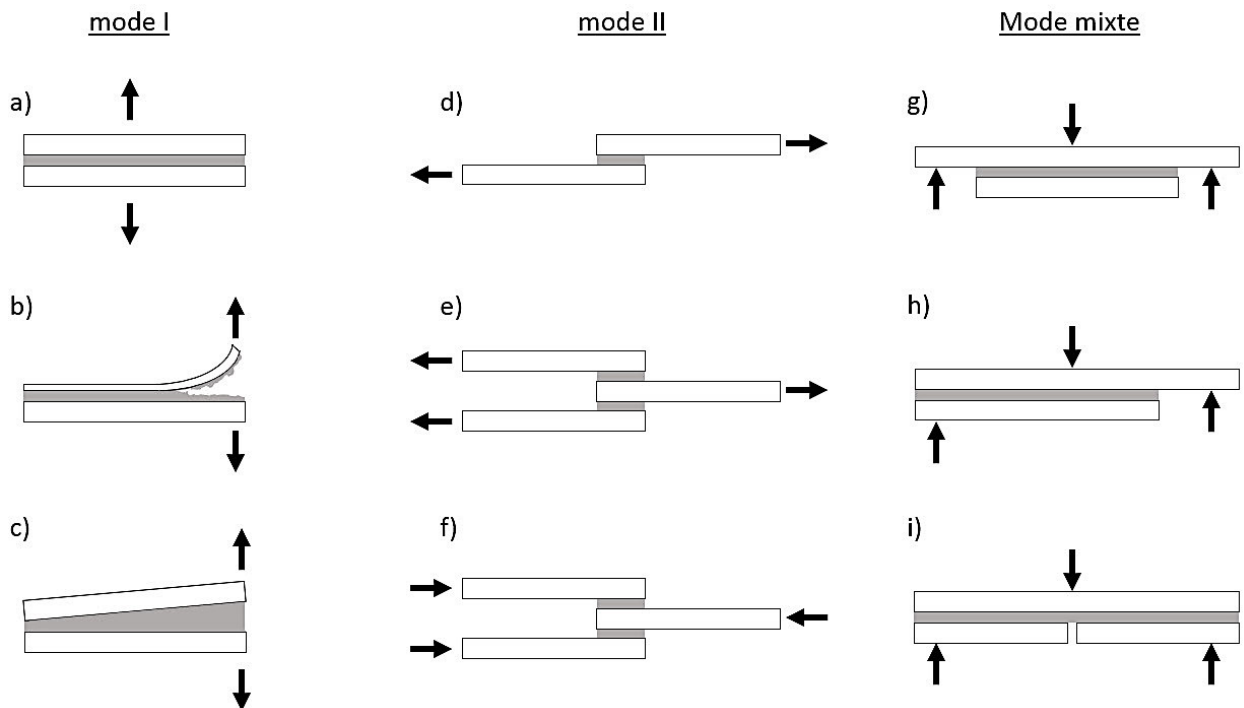 mode I
mode II
Mode mixte
a)
d)
g)
b)
e)
h)
c)
f)
i)